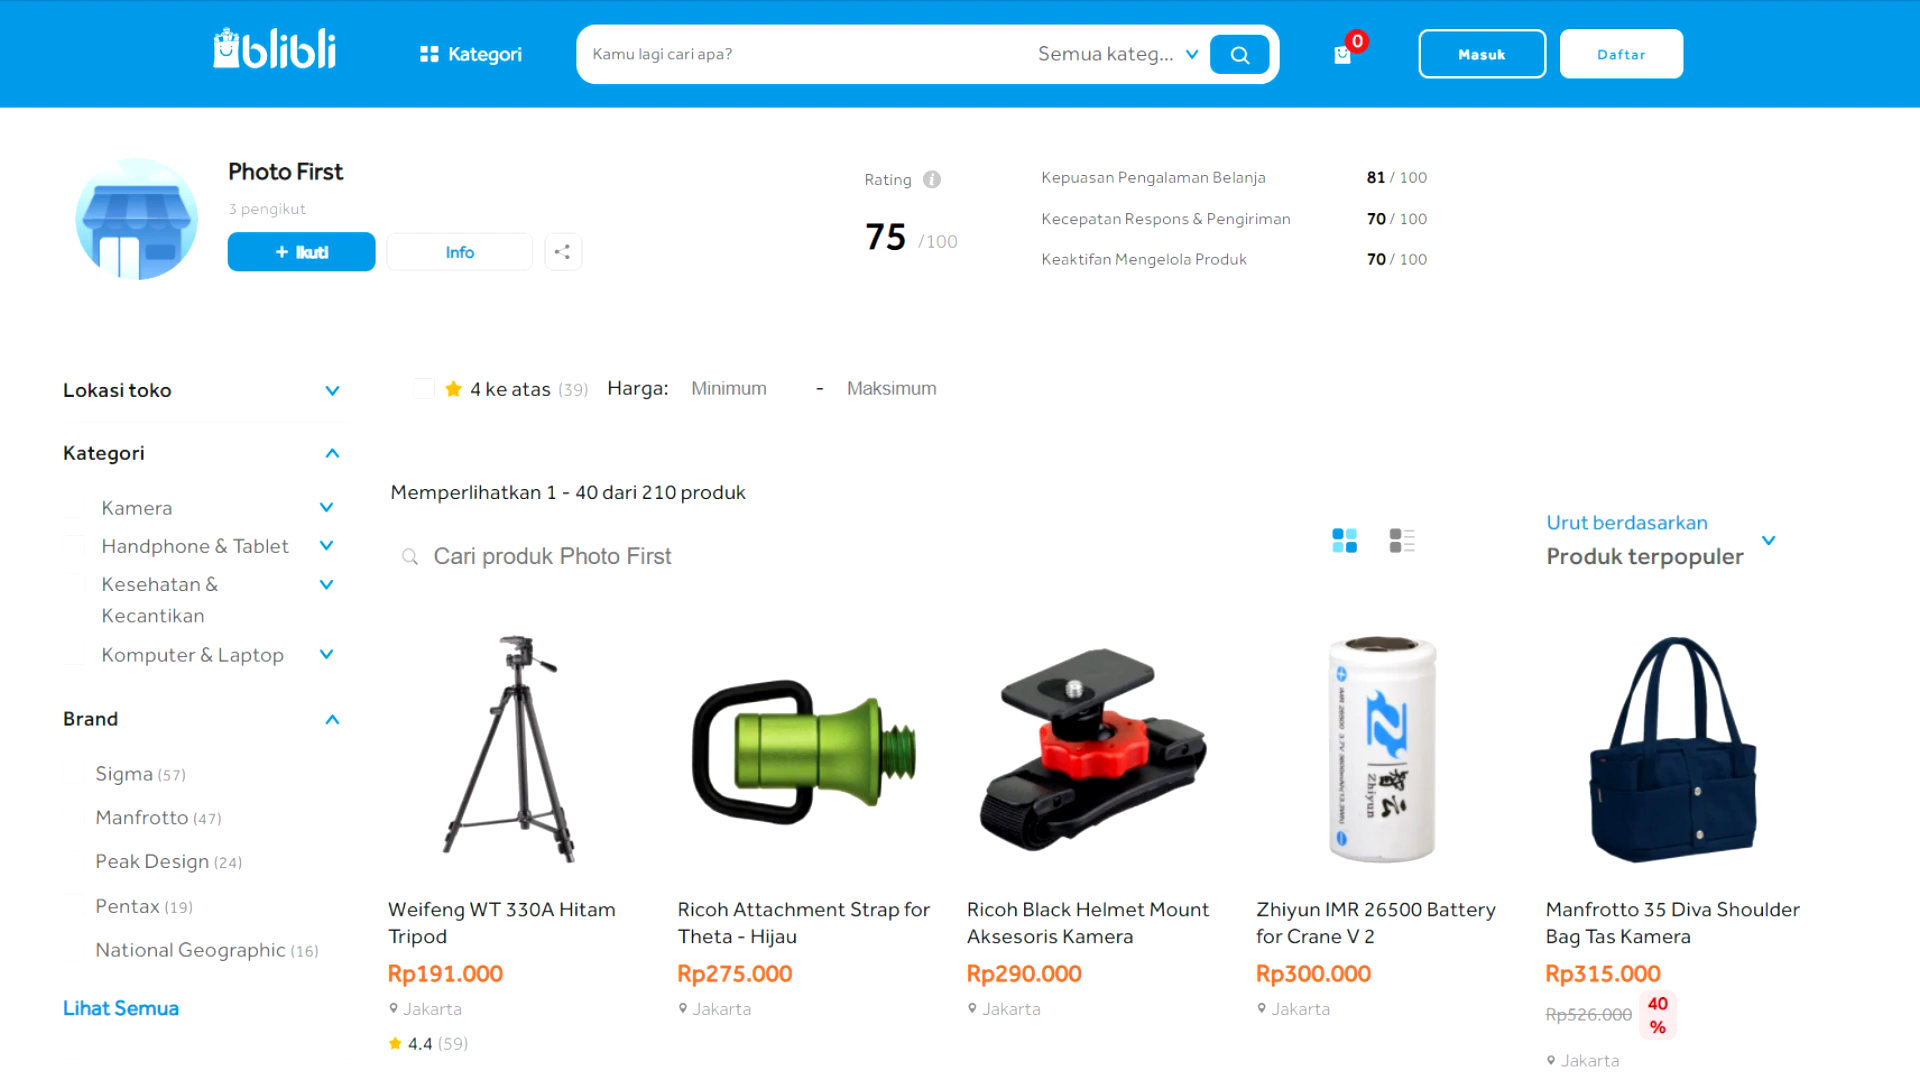 blibli
Kategori
Kamu lagi cari apa?
Semua kateg...
0
Masuk
Daftar
Photo First
3 pengikut
+ Ikuti
Info
Rating
75 /100
Kepuasan Pengalaman Belanja 81 / 100
Kecepatan Respons & Pengiriman 70 / 100
Keaktifan Mengelola Produk 70 / 100
Lokasi toko
Kategori
Kamera
Handphone & Tablet
Kesehatan &
Kecantikan
Komputer & Laptop
Brand
Sigma (57)
Manfrotto (47)
Peak Design (24)
Pentax (19)
National Geographic (16)
Lihat Semua
4 ke atas (39)
Harga: Minimum - Maksimum
Memperlihatkan 1 - 40 dari 210 produk
Cari produk Photo First
Urut berdasarkan
Produk terpopuler
Weifeng WT 330A Hitam
Tripod
Rp191.000
Jakarta
4.4 (59)
Ricoh Attachment Strap for
Theta - Hijau
Rp275.000
Jakarta
Ricoh Black Helmet Mount
Aksesoris Kamera
Rp290.000
Jakarta
智云
Zhiyun
Zhiyun IMR 26500 Battery
for Crane V 2
Rp300.000
Jakarta
Manfrotto 35 Diva Shoulder
Bag Tas Kamera
Rp315.000
Rp526.000
40
%
Jakarta